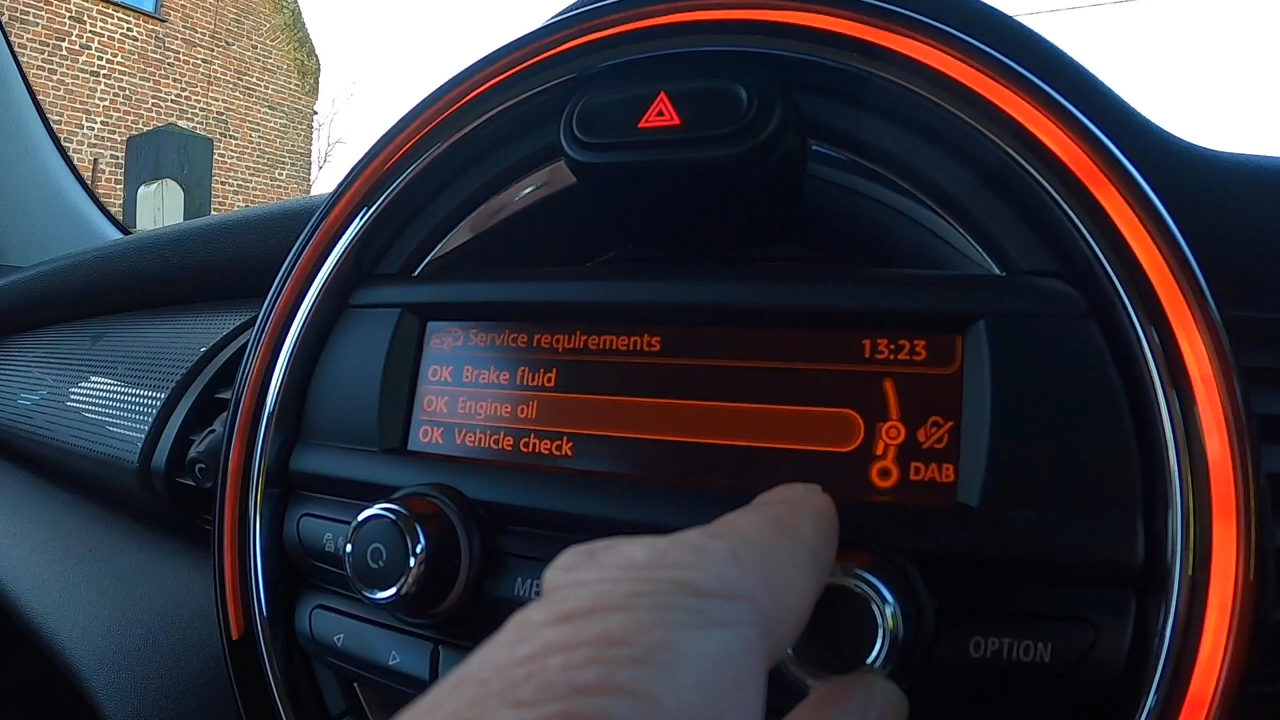 Service requirements 13:23
OK Brake fluid
OK Engine oil
OK Vehicle check
DAB
OPTION